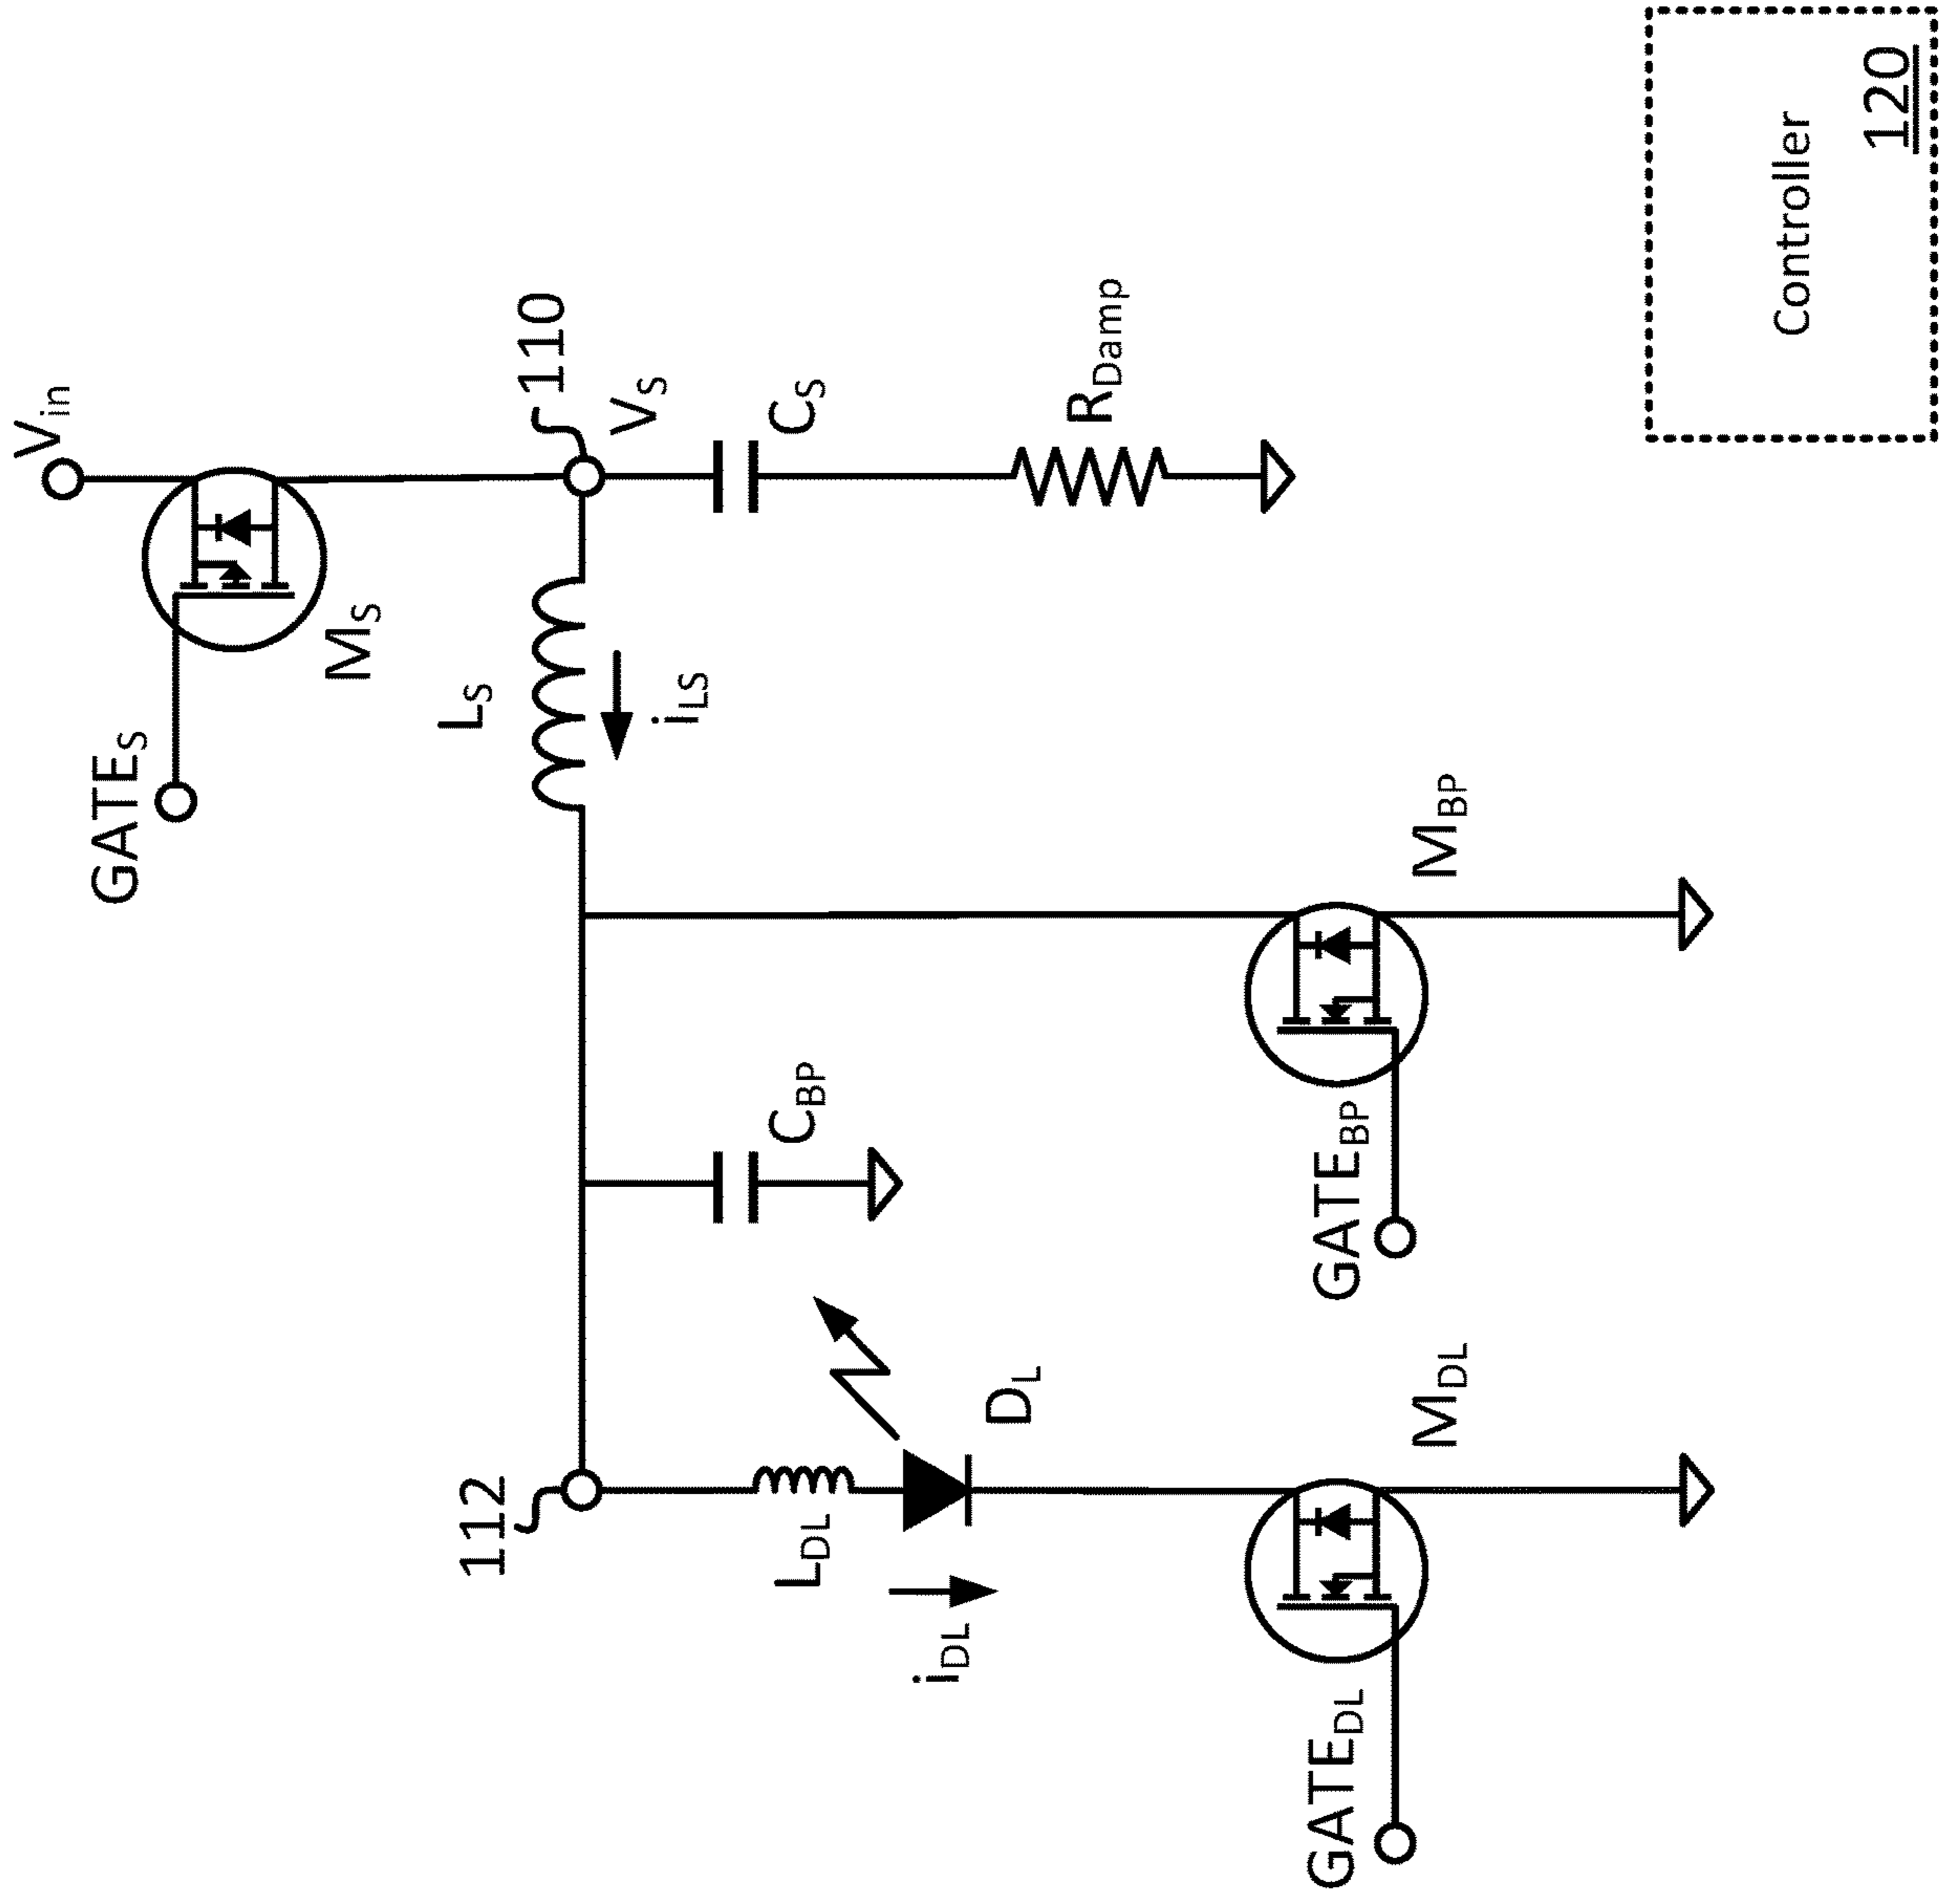 Vin
GATES
MS
110
VS
LS
iLS
CS
RDamp
112
CBP
LDL
DL
iDL
GATEBP
MBP
GATEDL
MDL
Controller
120